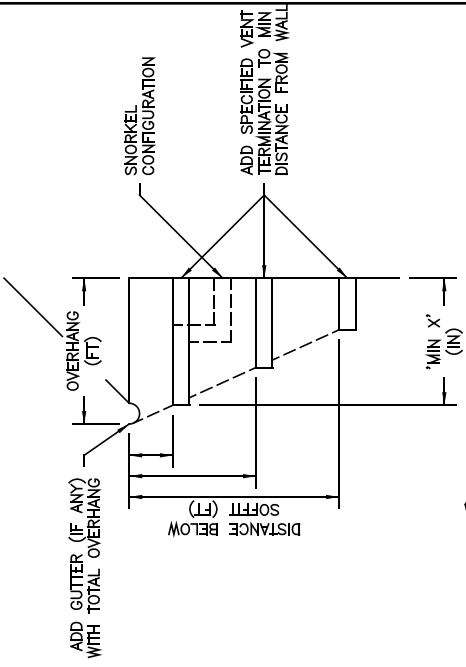 ADD GUTTER (IF ANY)
WITH TOTAL OVERHANG
OVERHANG
(FT)
SNORKEL
CONFIGURATION
ADD SPECIFIED VENT
TERMINATION TO MIN
DISTANCE FROM WALL
DISTANCE BELOW
SOFFIT (FT)
'MIN X'
(IN)